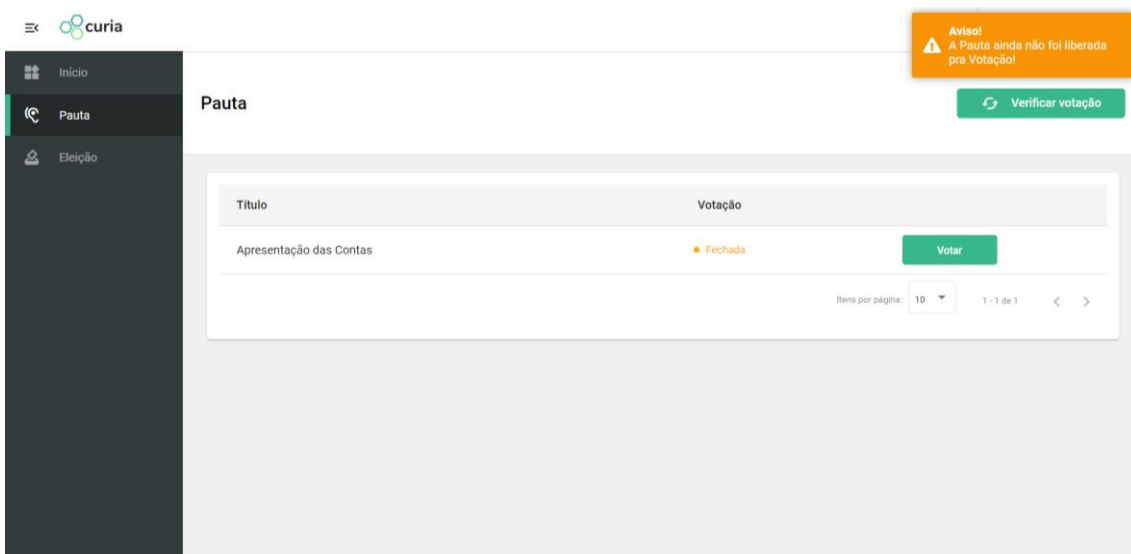 curia
Aviso!
A Pauta ainda não foi liberada
pra Votação!
Início
Pauta
Eleição
Pauta
Verificar votação
Título Votação
Apresentação das Contas Fechada Votar
Itens por página: 10 1 - 1 de 1